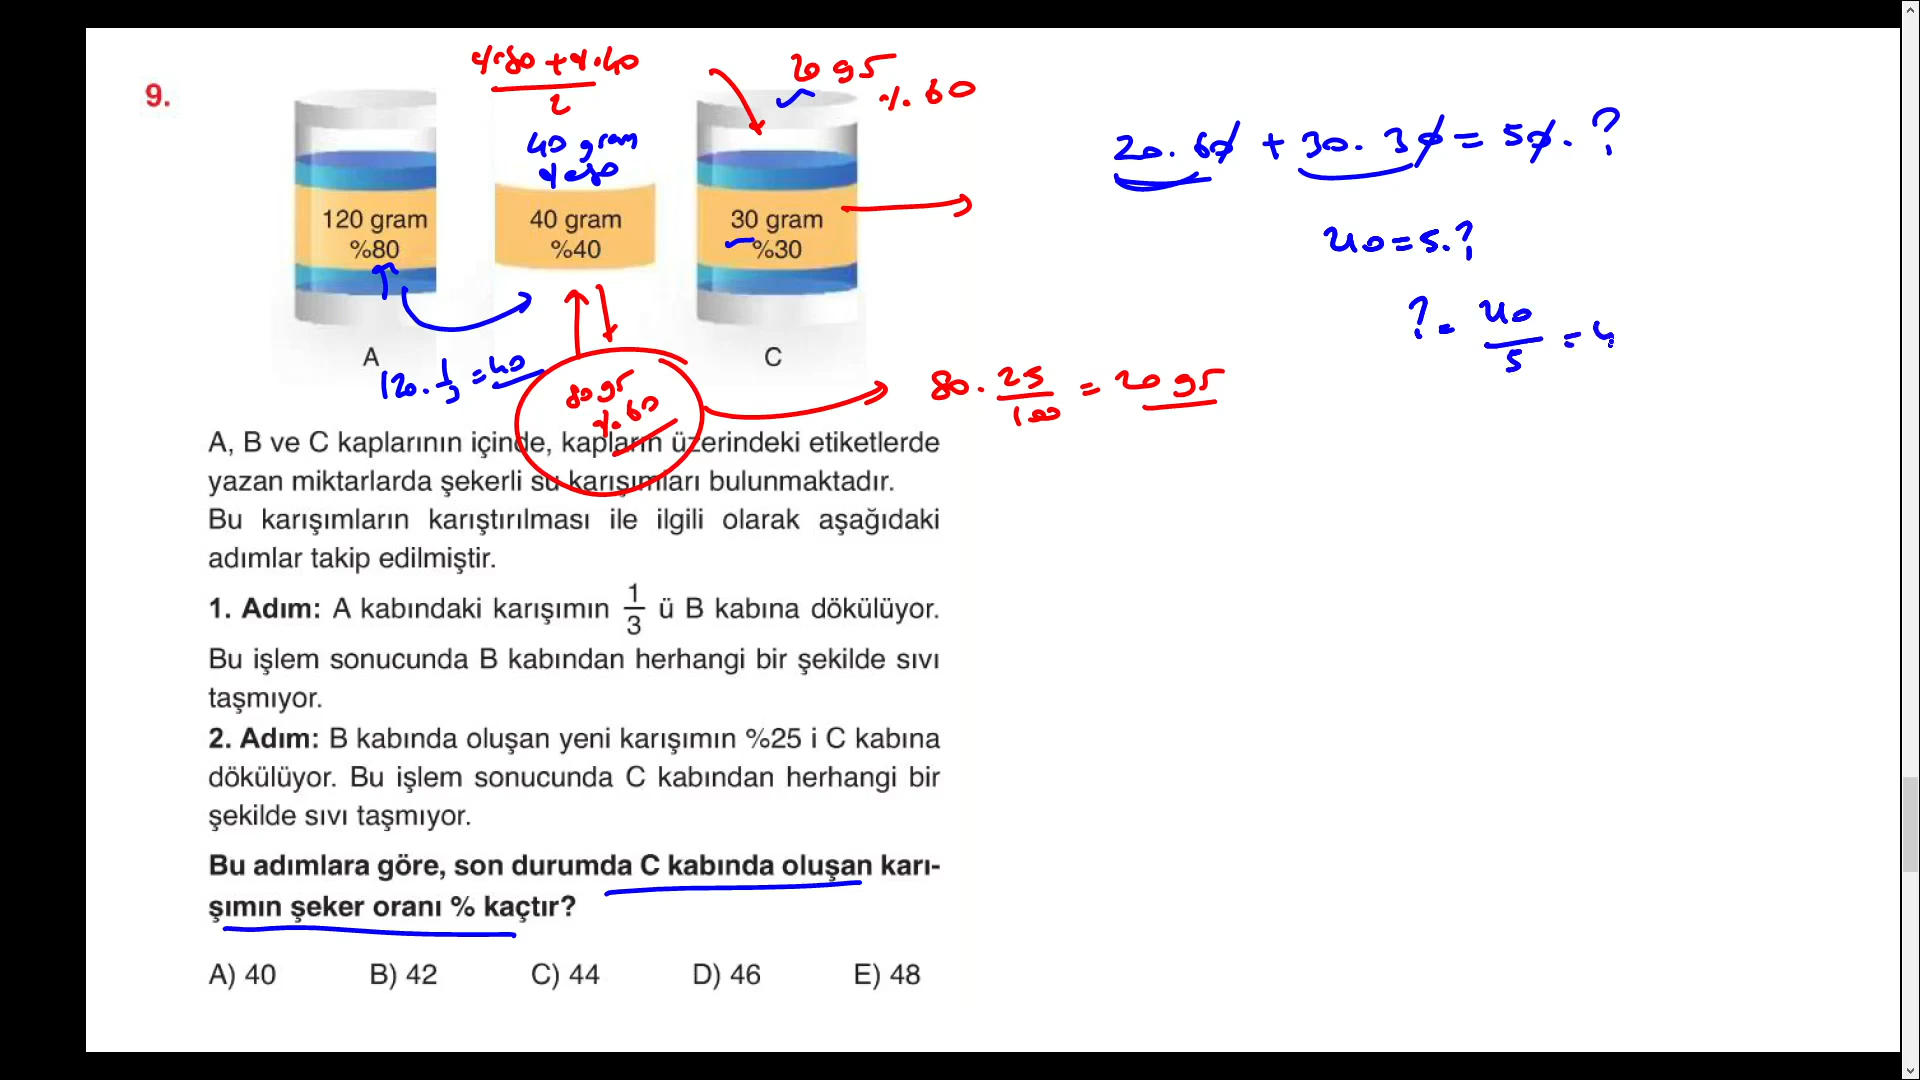 9.
%80 + %40
2
20 gr
%60
40 gram
%80
120 gram
%80
40 gram
%40
30 gram
%30
A
C
120 . 1/3 = 40
80 gr
%60
80 . 25/100 = 20 gr
20 . 60 + 30 . 30 = 50 . ?
210 = 5 . ?
? = 210/5 = 4
A, B ve C kaplarının içinde, kapların üzerindeki etiketlerde
yazan miktarlarda şekerli su karışımları bulunmaktadır.
Bu karışımların karıştırılması ile ilgili olarak aşağıdaki
adımlar takip edilmiştir.
1. Adım: A kabındaki karışımın 1/3 ü B kabına dökülüyor.
Bu işlem sonucunda B kabından herhangi bir şekilde sıvı
taşmıyor.
2. Adım: B kabında oluşan yeni karışımın %25 i C kabına
dökülüyor. Bu işlem sonucunda C kabından herhangi bir
şekilde sıvı taşmıyor.
Bu adımlara göre, son durumda C kabında oluşan karı-
şımın şeker oranı % kaçtır?
A) 40 B) 42 C) 44 D) 46 E) 48